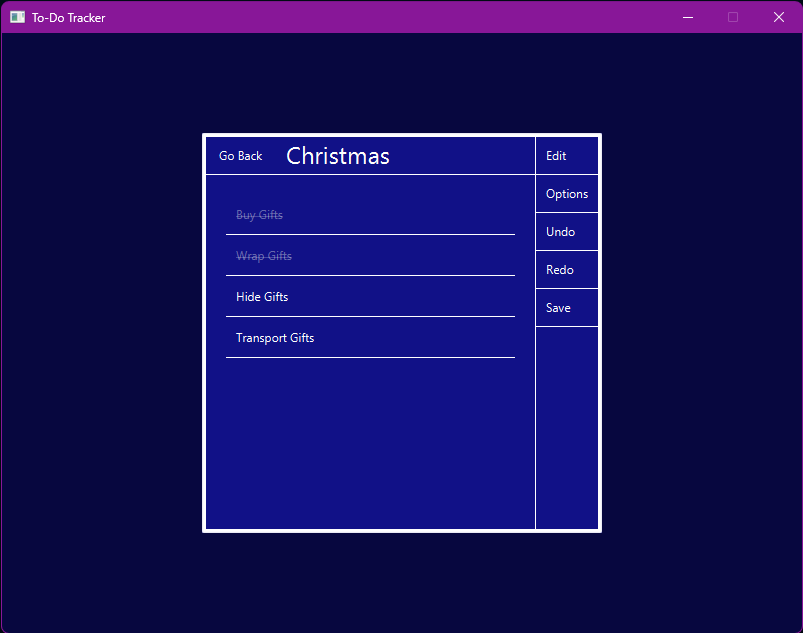 To-Do Tracker
Go Back
Christmas
Edit
Options
Undo
Redo
Save
Buy Gifts
Wrap Gifts
Hide Gifts
Transport Gifts